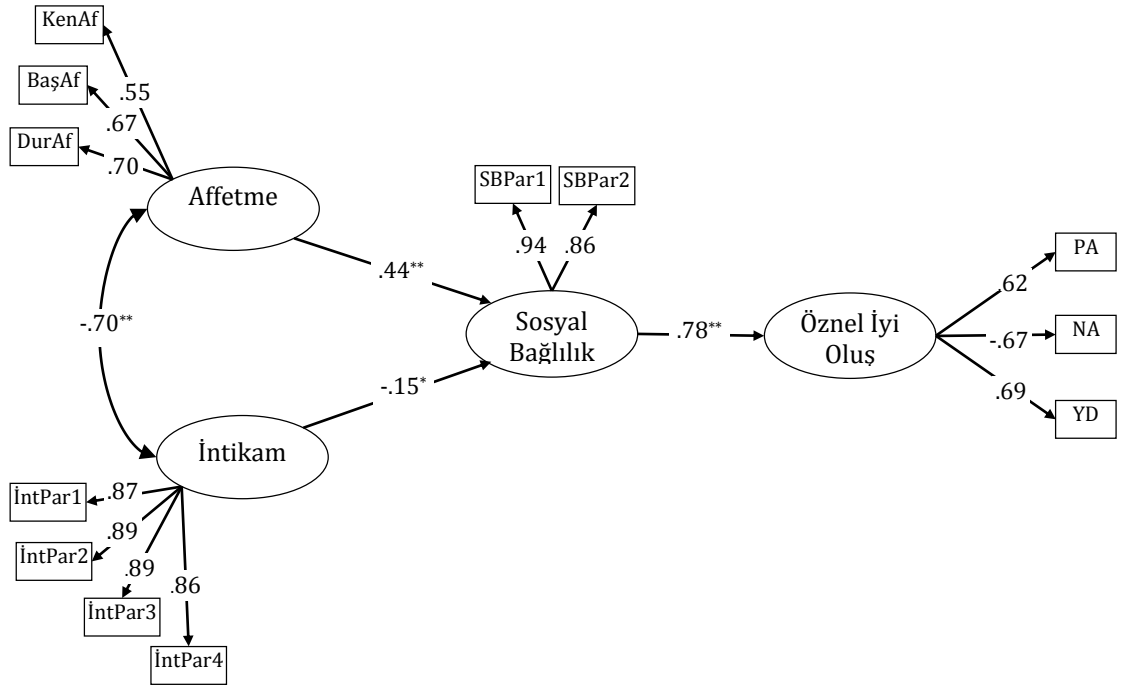 KenAf
BaşAf
DurAf
.55
.67
.70
Affetme
-.70**
.44**
-.15*
İntikam
İntPar1
İntPar2
İntPar3
İntPar4
.87
.89
.89
.86
SBPar1
SBPar2
.94
.86
Sosyal
Bağlılık
.78**
Öznel İyi
Oluş
.62
-.67
.69
PA
NA
YD